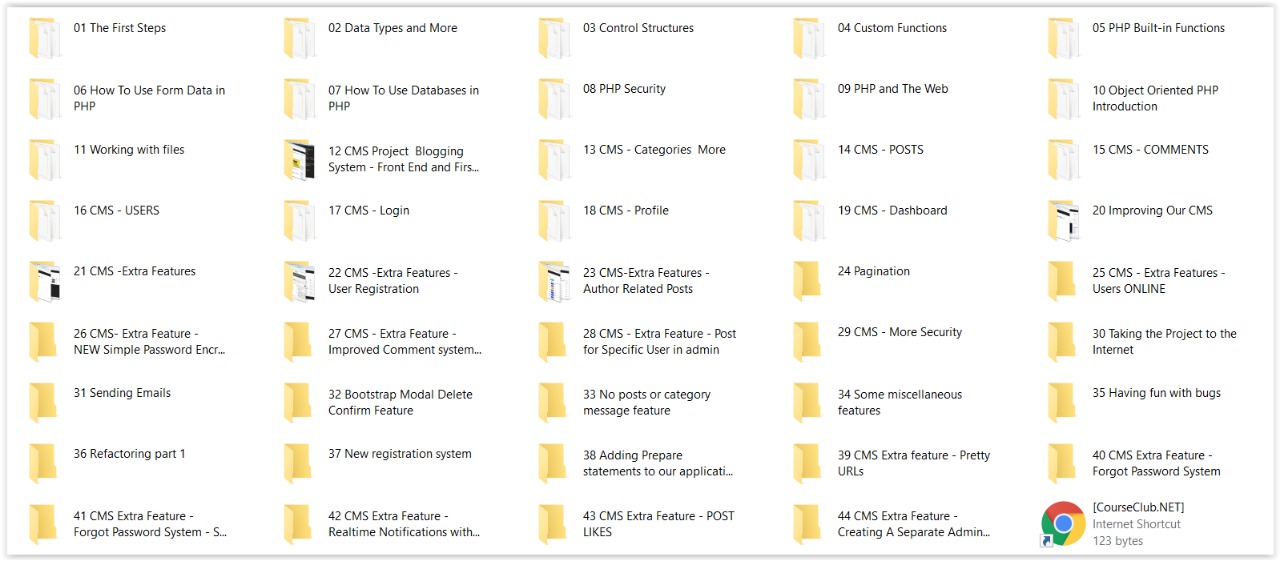 01 The First Steps
02 Data Types and More
03 Control Structures
04 Custom Functions
05 PHP Built-in Functions
06 How To Use Form Data in
PHP
07 How To Use Databases in
PHP
08 PHP Security
09 PHP and The Web
10 Object Oriented PHP
Introduction
11 Working with files
12 CMS Project  Blogging
System - Front End and Firs...
13 CMS - Categories  More
14 CMS - POSTS
15 CMS - COMMENTS
16 CMS - USERS
17 CMS - Login
18 CMS - Profile
19 CMS - Dashboard
20 Improving Our CMS
21 CMS -Extra Features
22 CMS -Extra Features -
User Registration
23 CMS-Extra Features -
Author Related Posts
24 Pagination
25 CMS - Extra Features -
Users ONLINE
26 CMS- Extra Feature -
NEW Simple Password Encr...
27 CMS - Extra Feature -
Improved Comment system...
28 CMS - Extra Feature - Post
for Specific User in admin
29 CMS - More Security
30 Taking the Project to the
Internet
31 Sending Emails
32 Bootstrap Modal Delete
Confirm Feature
33 No posts or category
message feature
34 Some miscellaneous
features
35 Having fun with bugs
36 Refactoring part 1
37 New registration system
38 Adding Prepare
statements to our applicati...
39 CMS Extra feature - Pretty
URLs
40 CMS Extra Feature -
Forgot Password System
41 CMS Extra Feature -
Forgot Password System - S...
42 CMS Extra Feature -
Realtime Notifications with...
43 CMS Extra Feature - POST
LIKES
44 CMS Extra Feature -
Creating A Separate Admin...
[CourseClub.NET]
Internet Shortcut
123 bytes